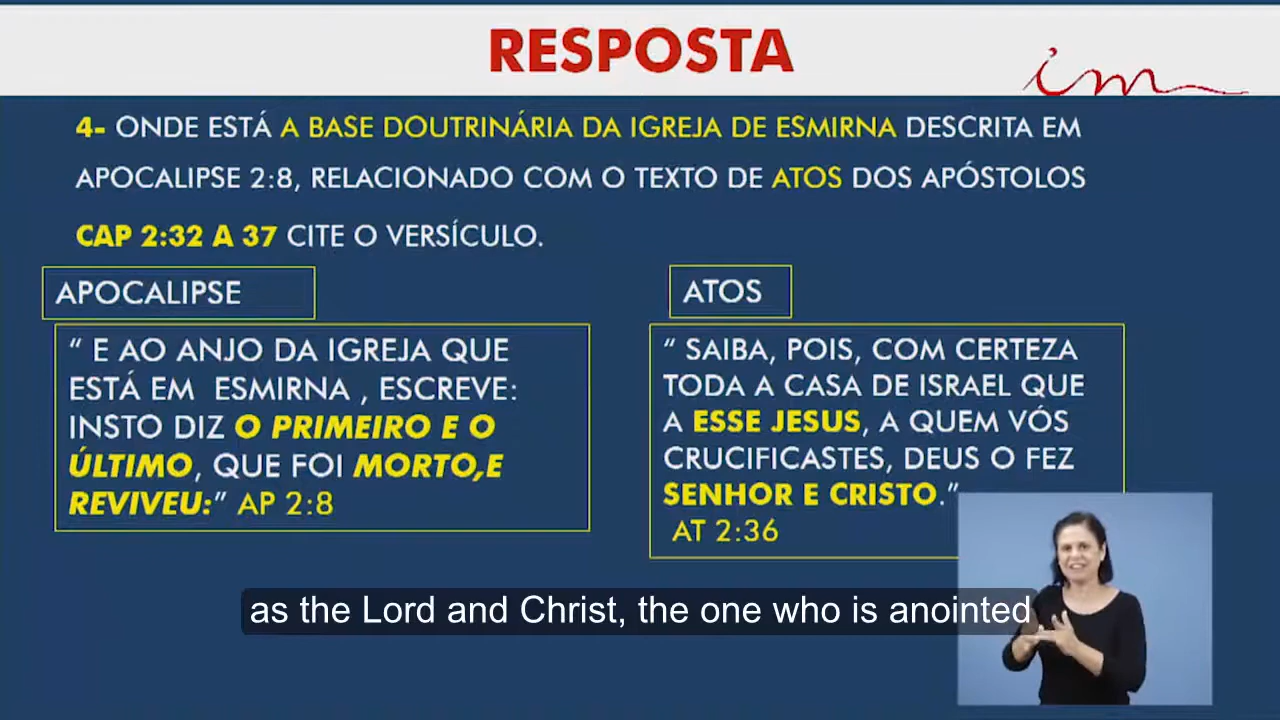 RESPOSTA
im
4- ONDE ESTÁ A BASE DOUTRINÁRIA DA IGREJA DE ESMIRNA DESCRITA EM
APOCALIPSE 2:8, RELACIONADO COM O TEXTO DE ATOS DOS APÓSTOLOS
CAP 2:32 A 37 CITE O VERSÍCULO.
APOCALIPSE
“ E AO ANJO DA IGREJA QUE
ESTÁ EM ESMIRNA , ESCREVE:
INSTO DIZ O PRIMEIRO E O
ÚLTIMO, QUE FOI MORTO,E
REVIVEU:” AP 2:8
ATOS
“ SAIBA, POIS, COM CERTEZA
TODA A CASA DE ISRAEL QUE
A ESSE JESUS, A QUEM VÓS
CRUCIFICASTES, DEUS O FEZ
SENHOR E CRISTO.”
AT 2:36
as the Lord and Christ, the one who is anointed